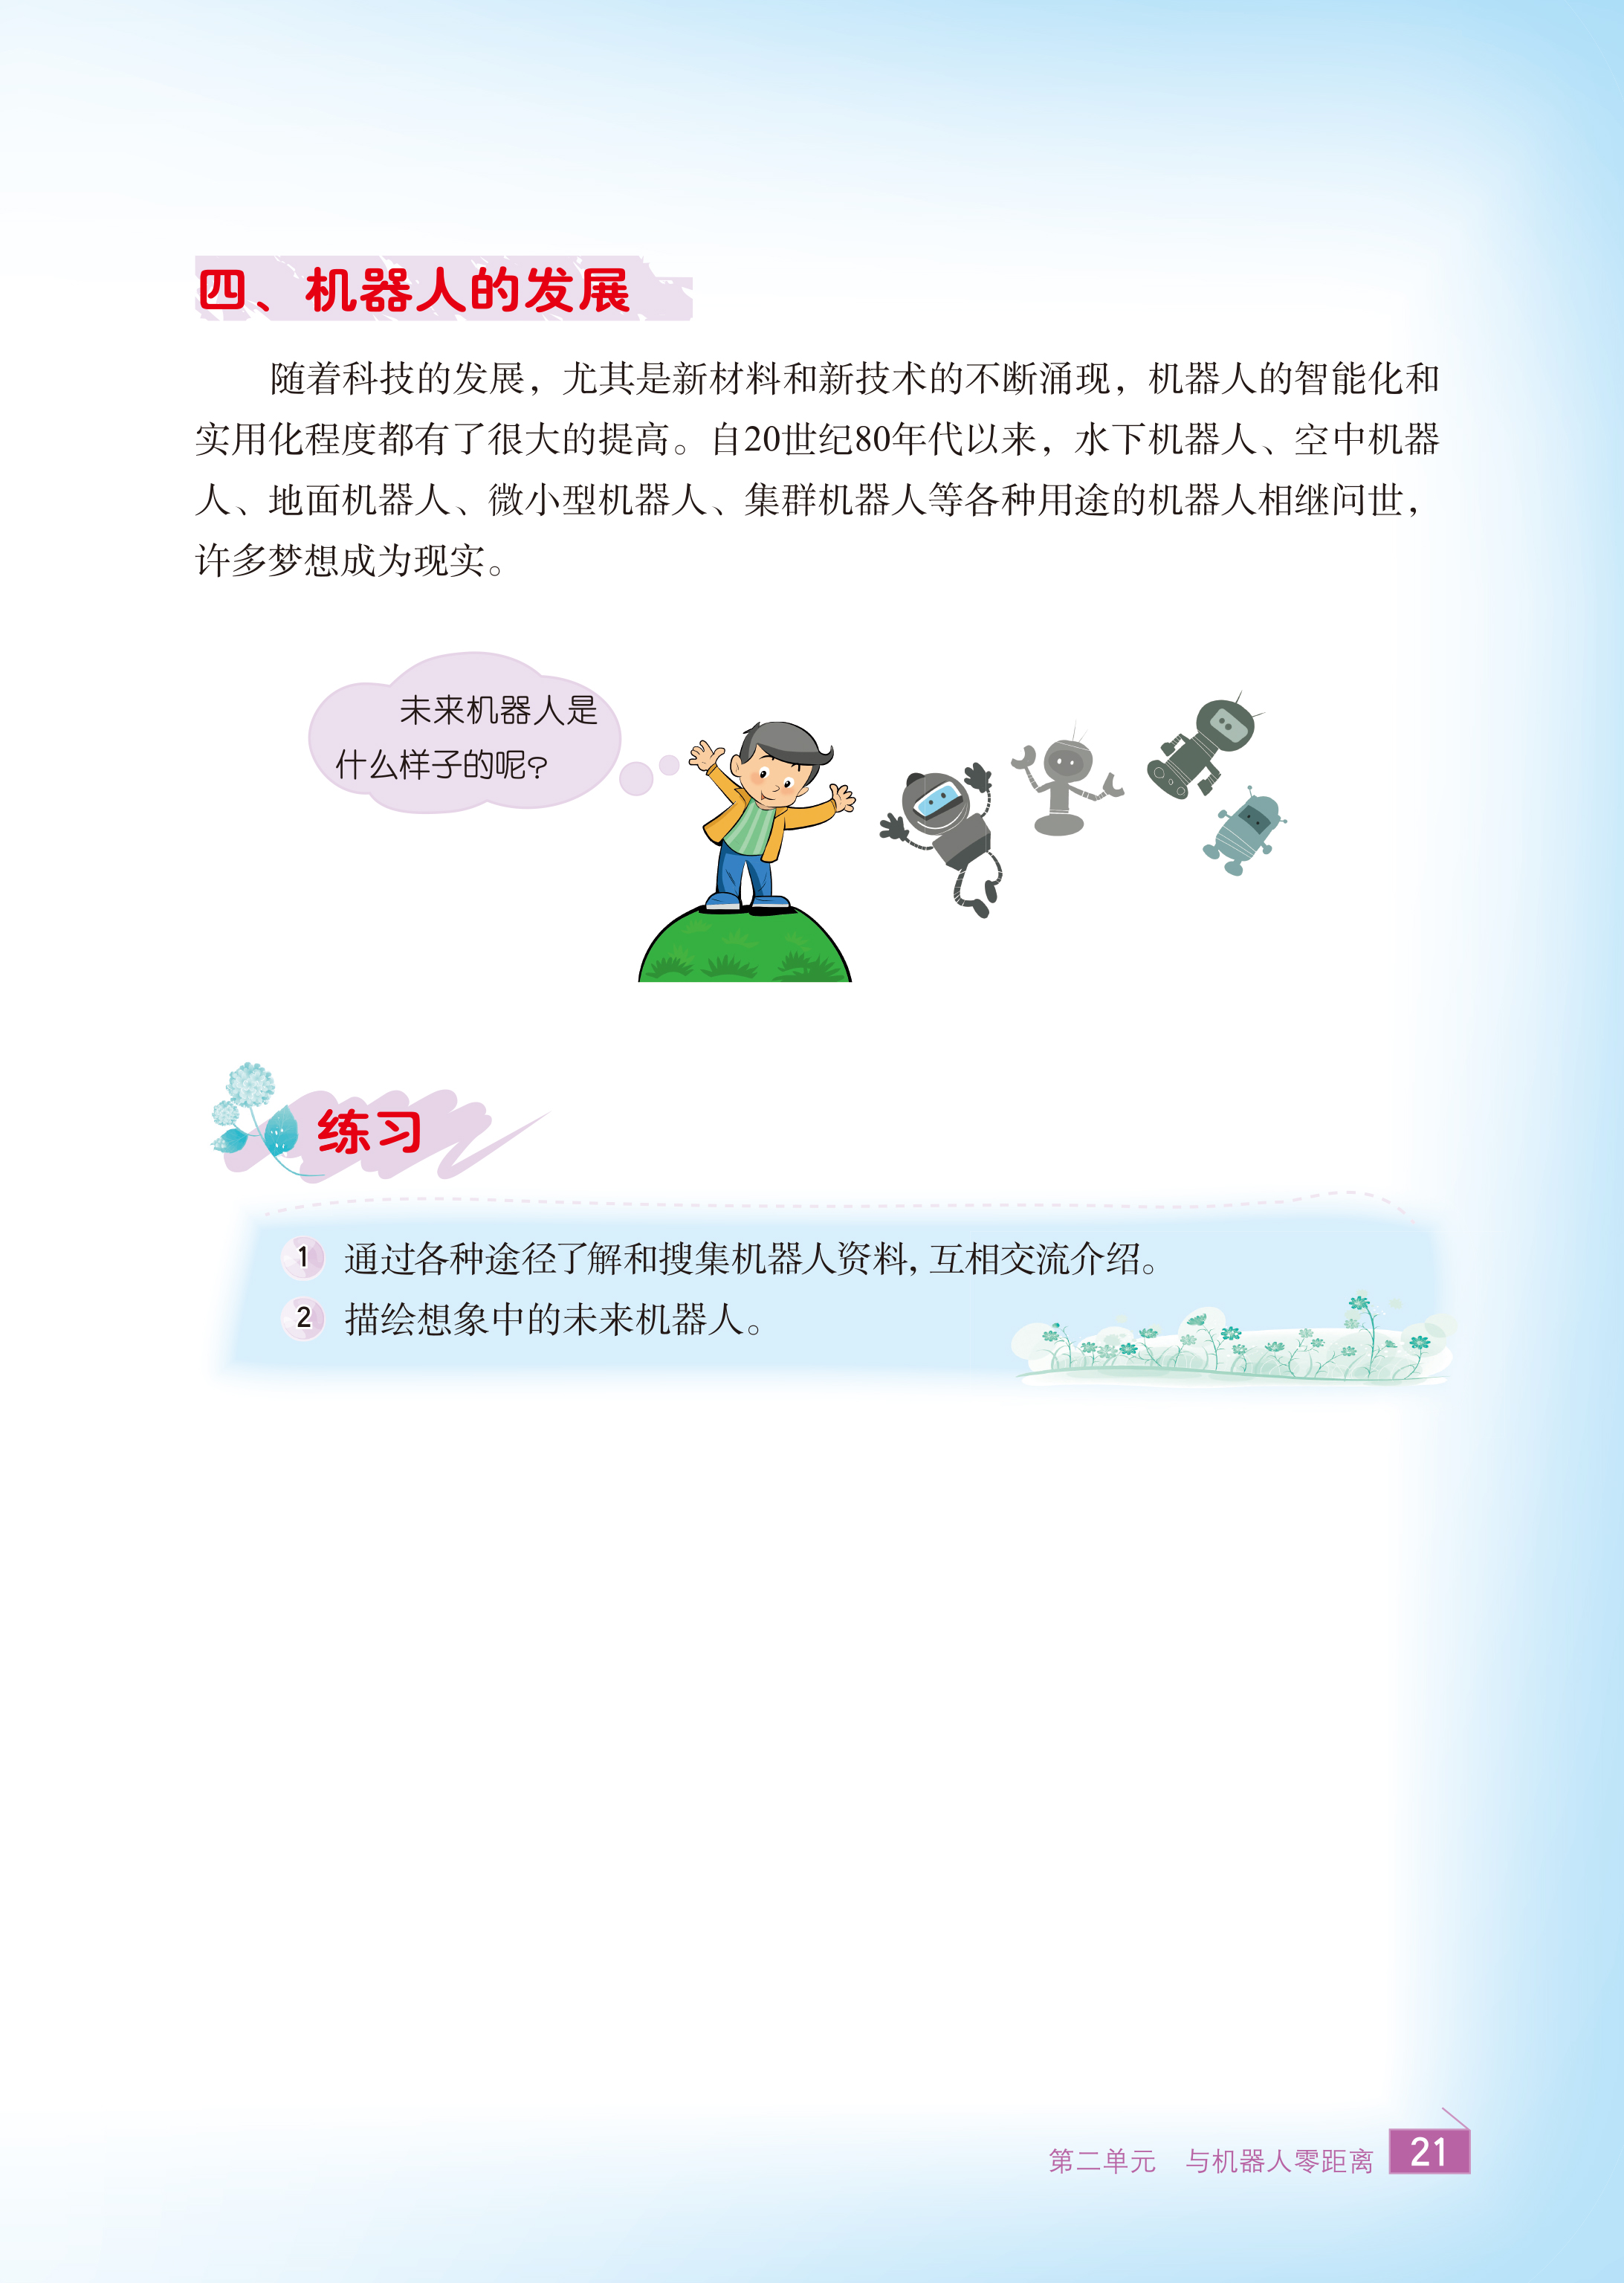 四、机器人的发展
随着科技的发展，尤其是新材料和新技术的不断涌现，机器人的智能化和
实用化程度都有了很大的提高。自20世纪80年代以来，水下机器人、空中机器
人、地面机器人、微小型机器人、集群机器人等各种用途的机器人相继问世，
许多梦想成为现实。
未来机器人是
什么样子的呢?
练习
1 通过各种途径了解和搜集机器人资料，互相交流介绍。
2 描绘想象中的未来机器人。
第二单元 与机器人零距离 21